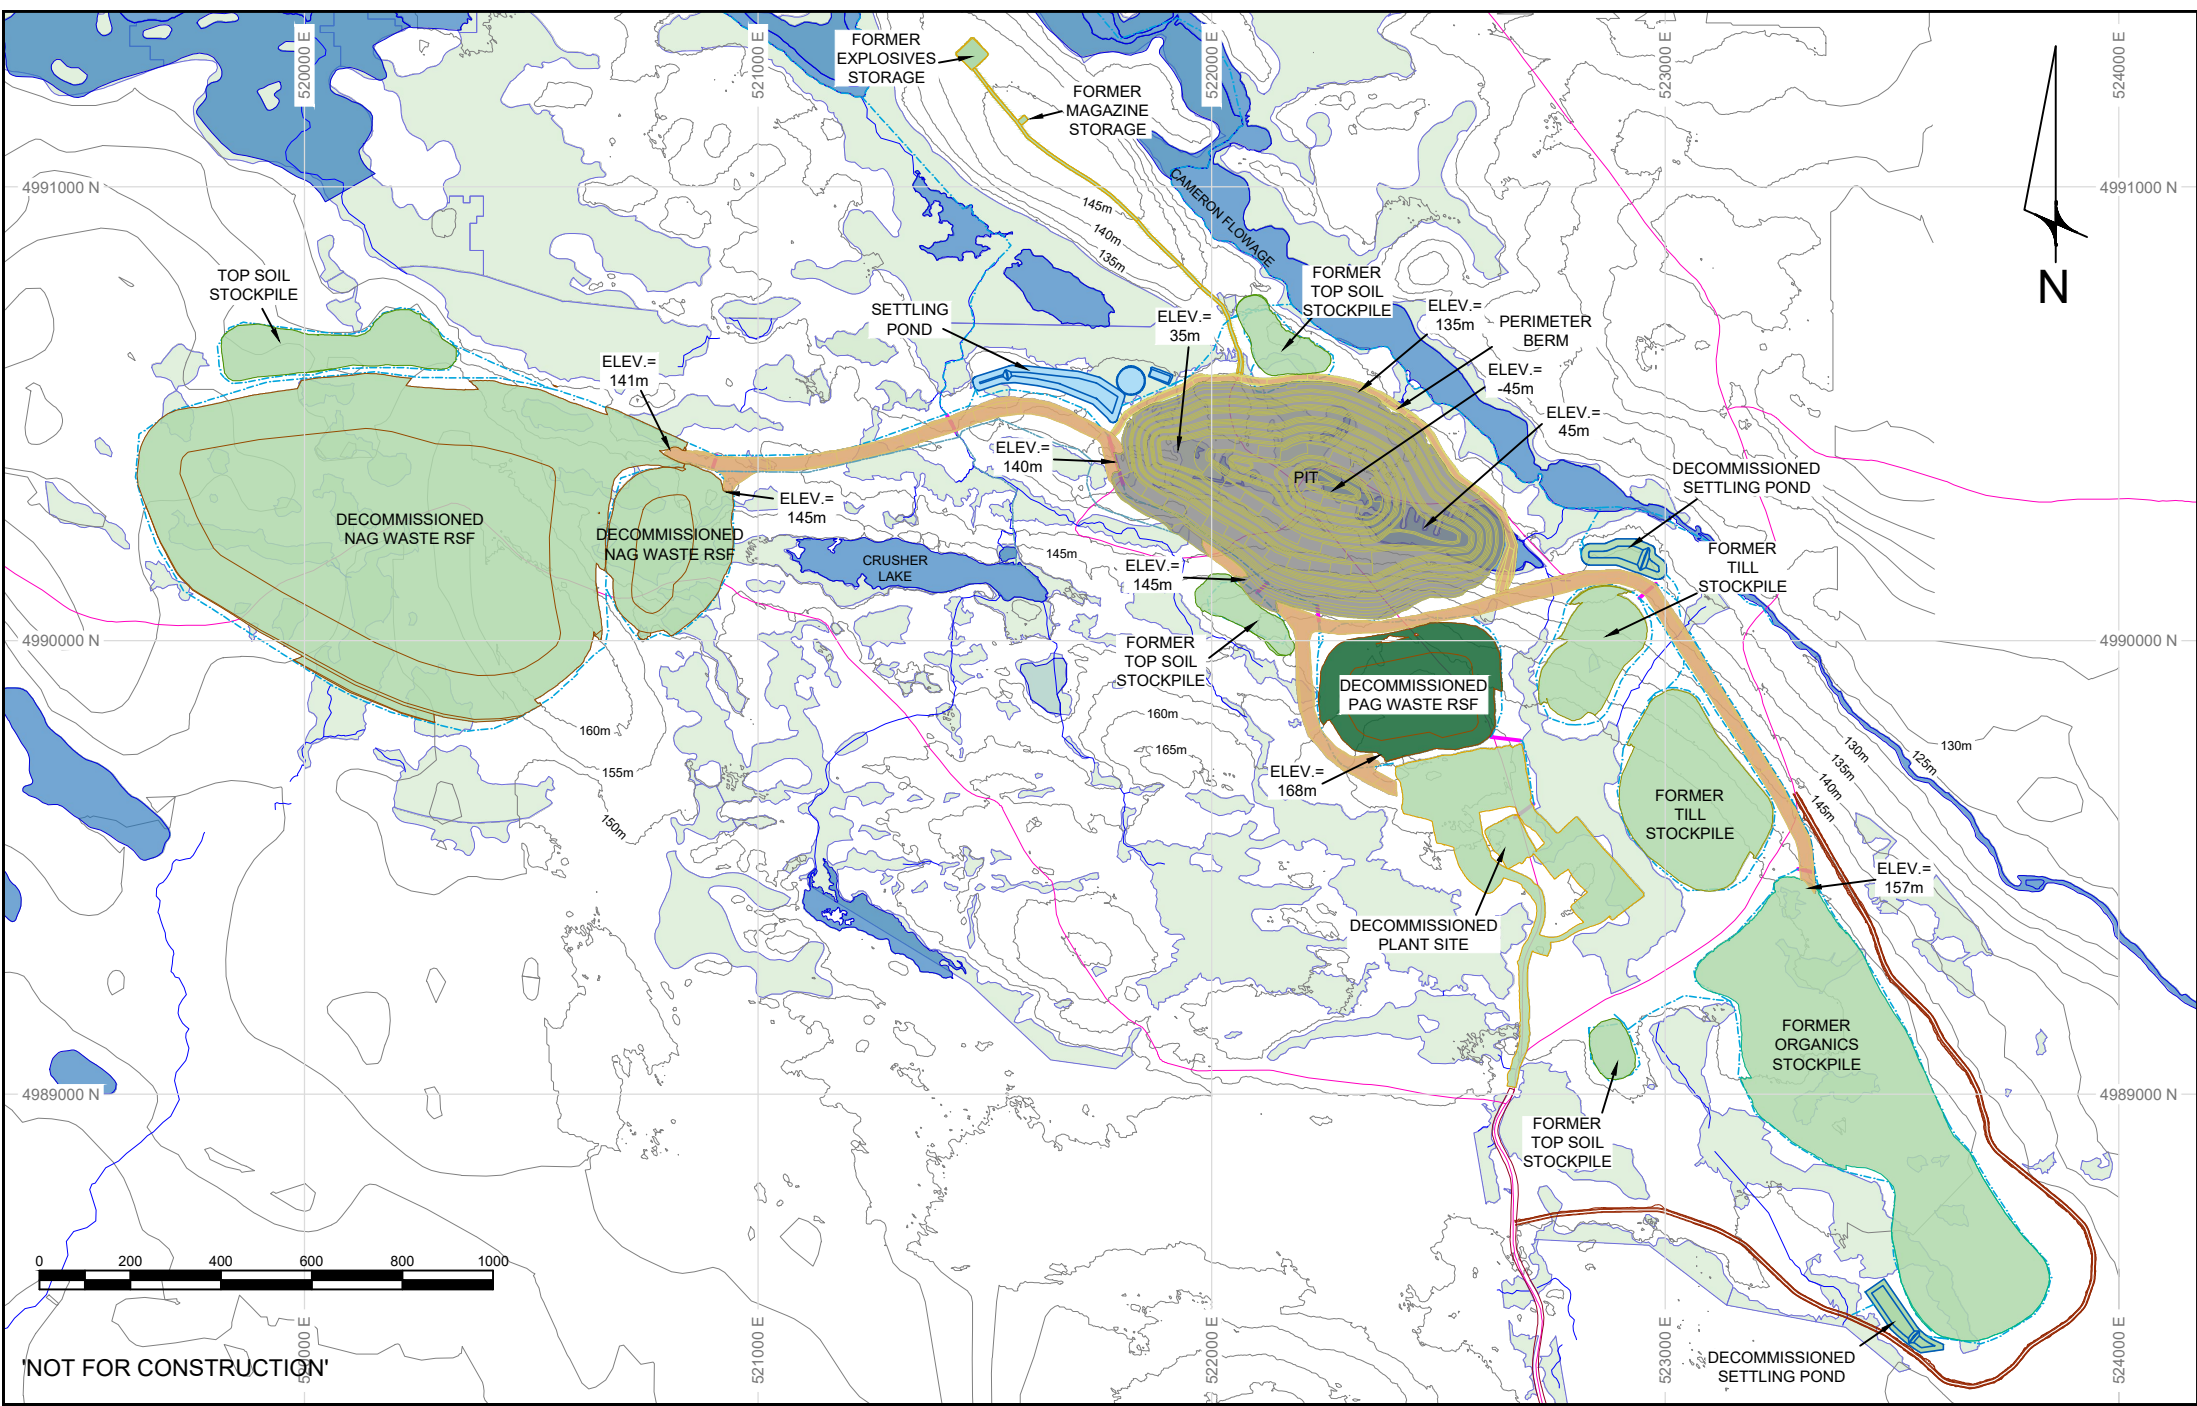 520000 E
521000 E
522000 E
523000 E
524000 E
FORMER
EXPLOSIVES
STORAGE
FORMER
MAGAZINE
STORAGE
4991000 N
4991000 N
CAMERON FLOWAGE
145m
140m
135m
N
TOP SOIL
STOCKPILE
SETTLING
POND
ELEV.=
35m
FORMER
TOP SOIL
STOCKPILE
ELEV.=
135m
PERIMETER
BERM
ELEV.=
-45m
ELEV.=
45m
ELEV.=
141m
ELEV.=
140m
PIT
DECOMMISSIONED
SETTLING POND
ELEV.=
145m
DECOMMISSIONED
NAG WASTE RSF
DECOMMISSIONED
NAG WASTE RSF
CRUSHER
LAKE
145m
ELEV.=
145m
FORMER
TILL
STOCKPILE
4990000 N
4990000 N
FORMER
TOP SOIL
STOCKPILE
DECOMMISSIONED
PAG WASTE RSF
160m
155m
150m
160m
165m
ELEV.=
168m
130m
135m
140m
145m
125m
130m
FORMER
TILL
STOCKPILE
ELEV.=
157m
DECOMMISSIONED
PLANT SITE
FORMER
ORGANICS
STOCKPILE
4989000 N
4989000 N
FORMER
TOP SOIL
STOCKPILE
0 200 400 600 800 1000
DECOMMISSIONED
SETTLING POND
'NOT FOR CONSTRUCTION'
520000 E
521000 E
522000 E
523000 E
524000 E